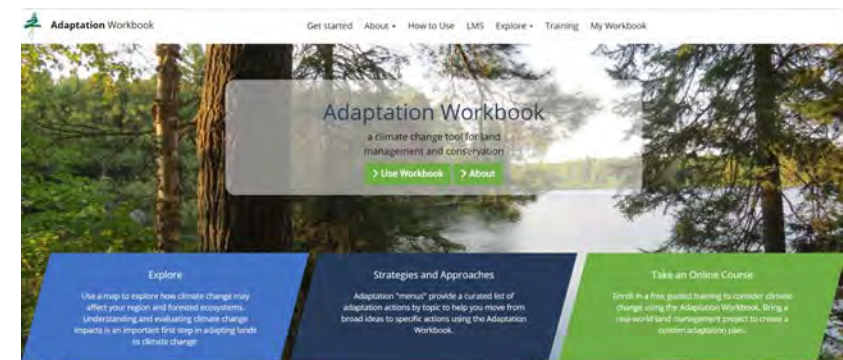 Adaptation Workbook
Get started About How to Use LMS Explore Training My Workbook
Adaptation Workbook
a climate change tool for land
management and conservation
> Use Workbook > About
Explore
Use a map to explore how climate change may
affect your region and forested ecosystems.
Understanding and evaluating climate change
impacts is an important first step in adapting lands
to climate change
Strategies and Approaches
Adaptation "menus" provide a curated list of
adaptation actions by topic to help you move from
broad ideas to specific actions using the Adaptation
Workbook.
Take an Online Course
Enroll in a free guided training to consider climate
change using the Adaptation Workbook. Bring a
real-world land management project to create a
custom adaptation plan.